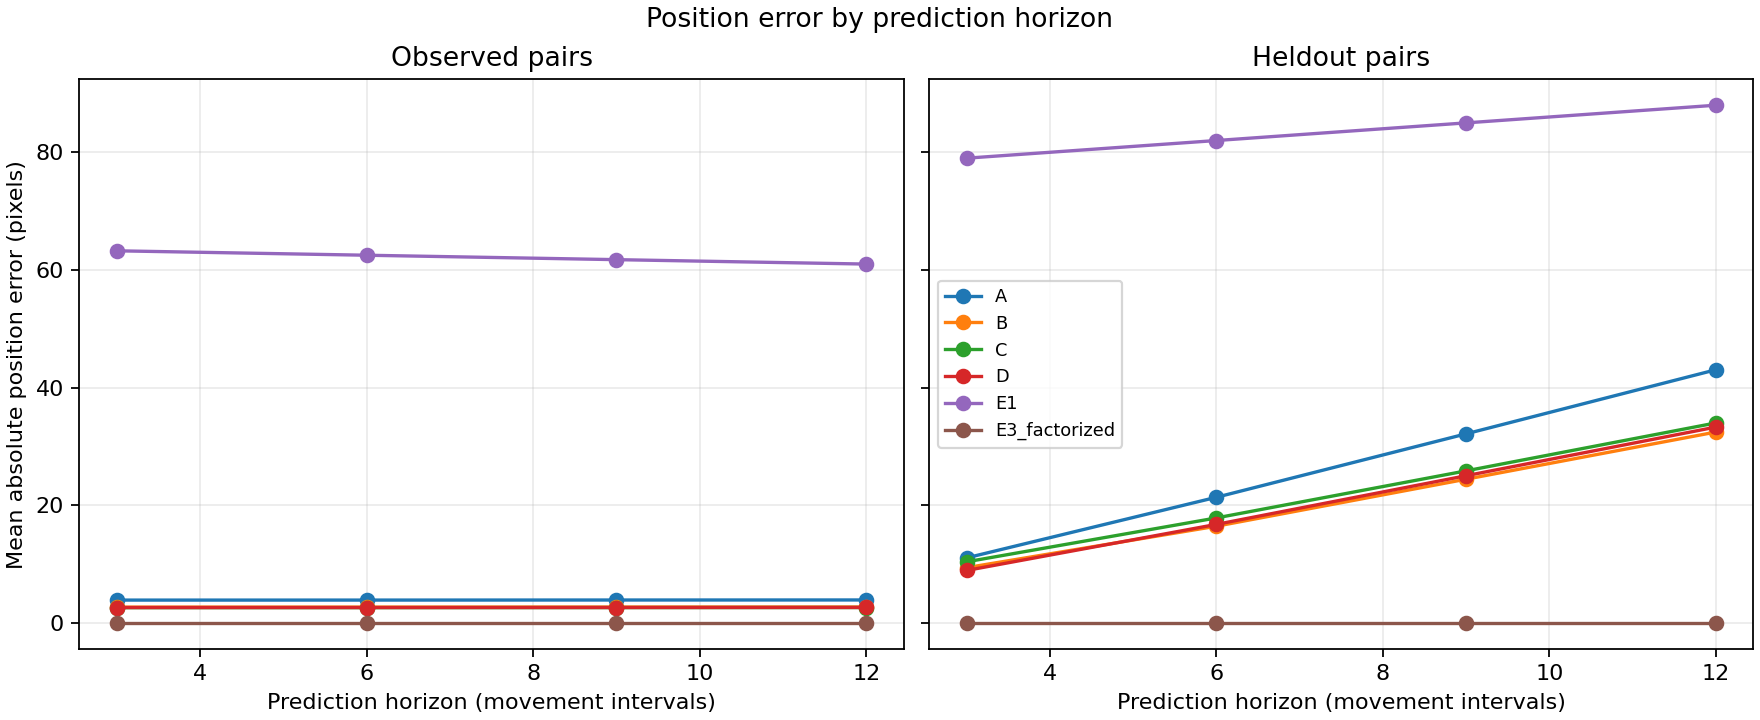 Position error by prediction horizon
Observed pairs
Heldout pairs
Mean absolute position error (pixels)
80
60
40
20
0
4
6
8
10
12
Prediction horizon (movement intervals)
A
B
C
D
E1
E3_factorized
4
6
8
10
12
Prediction horizon (movement intervals)